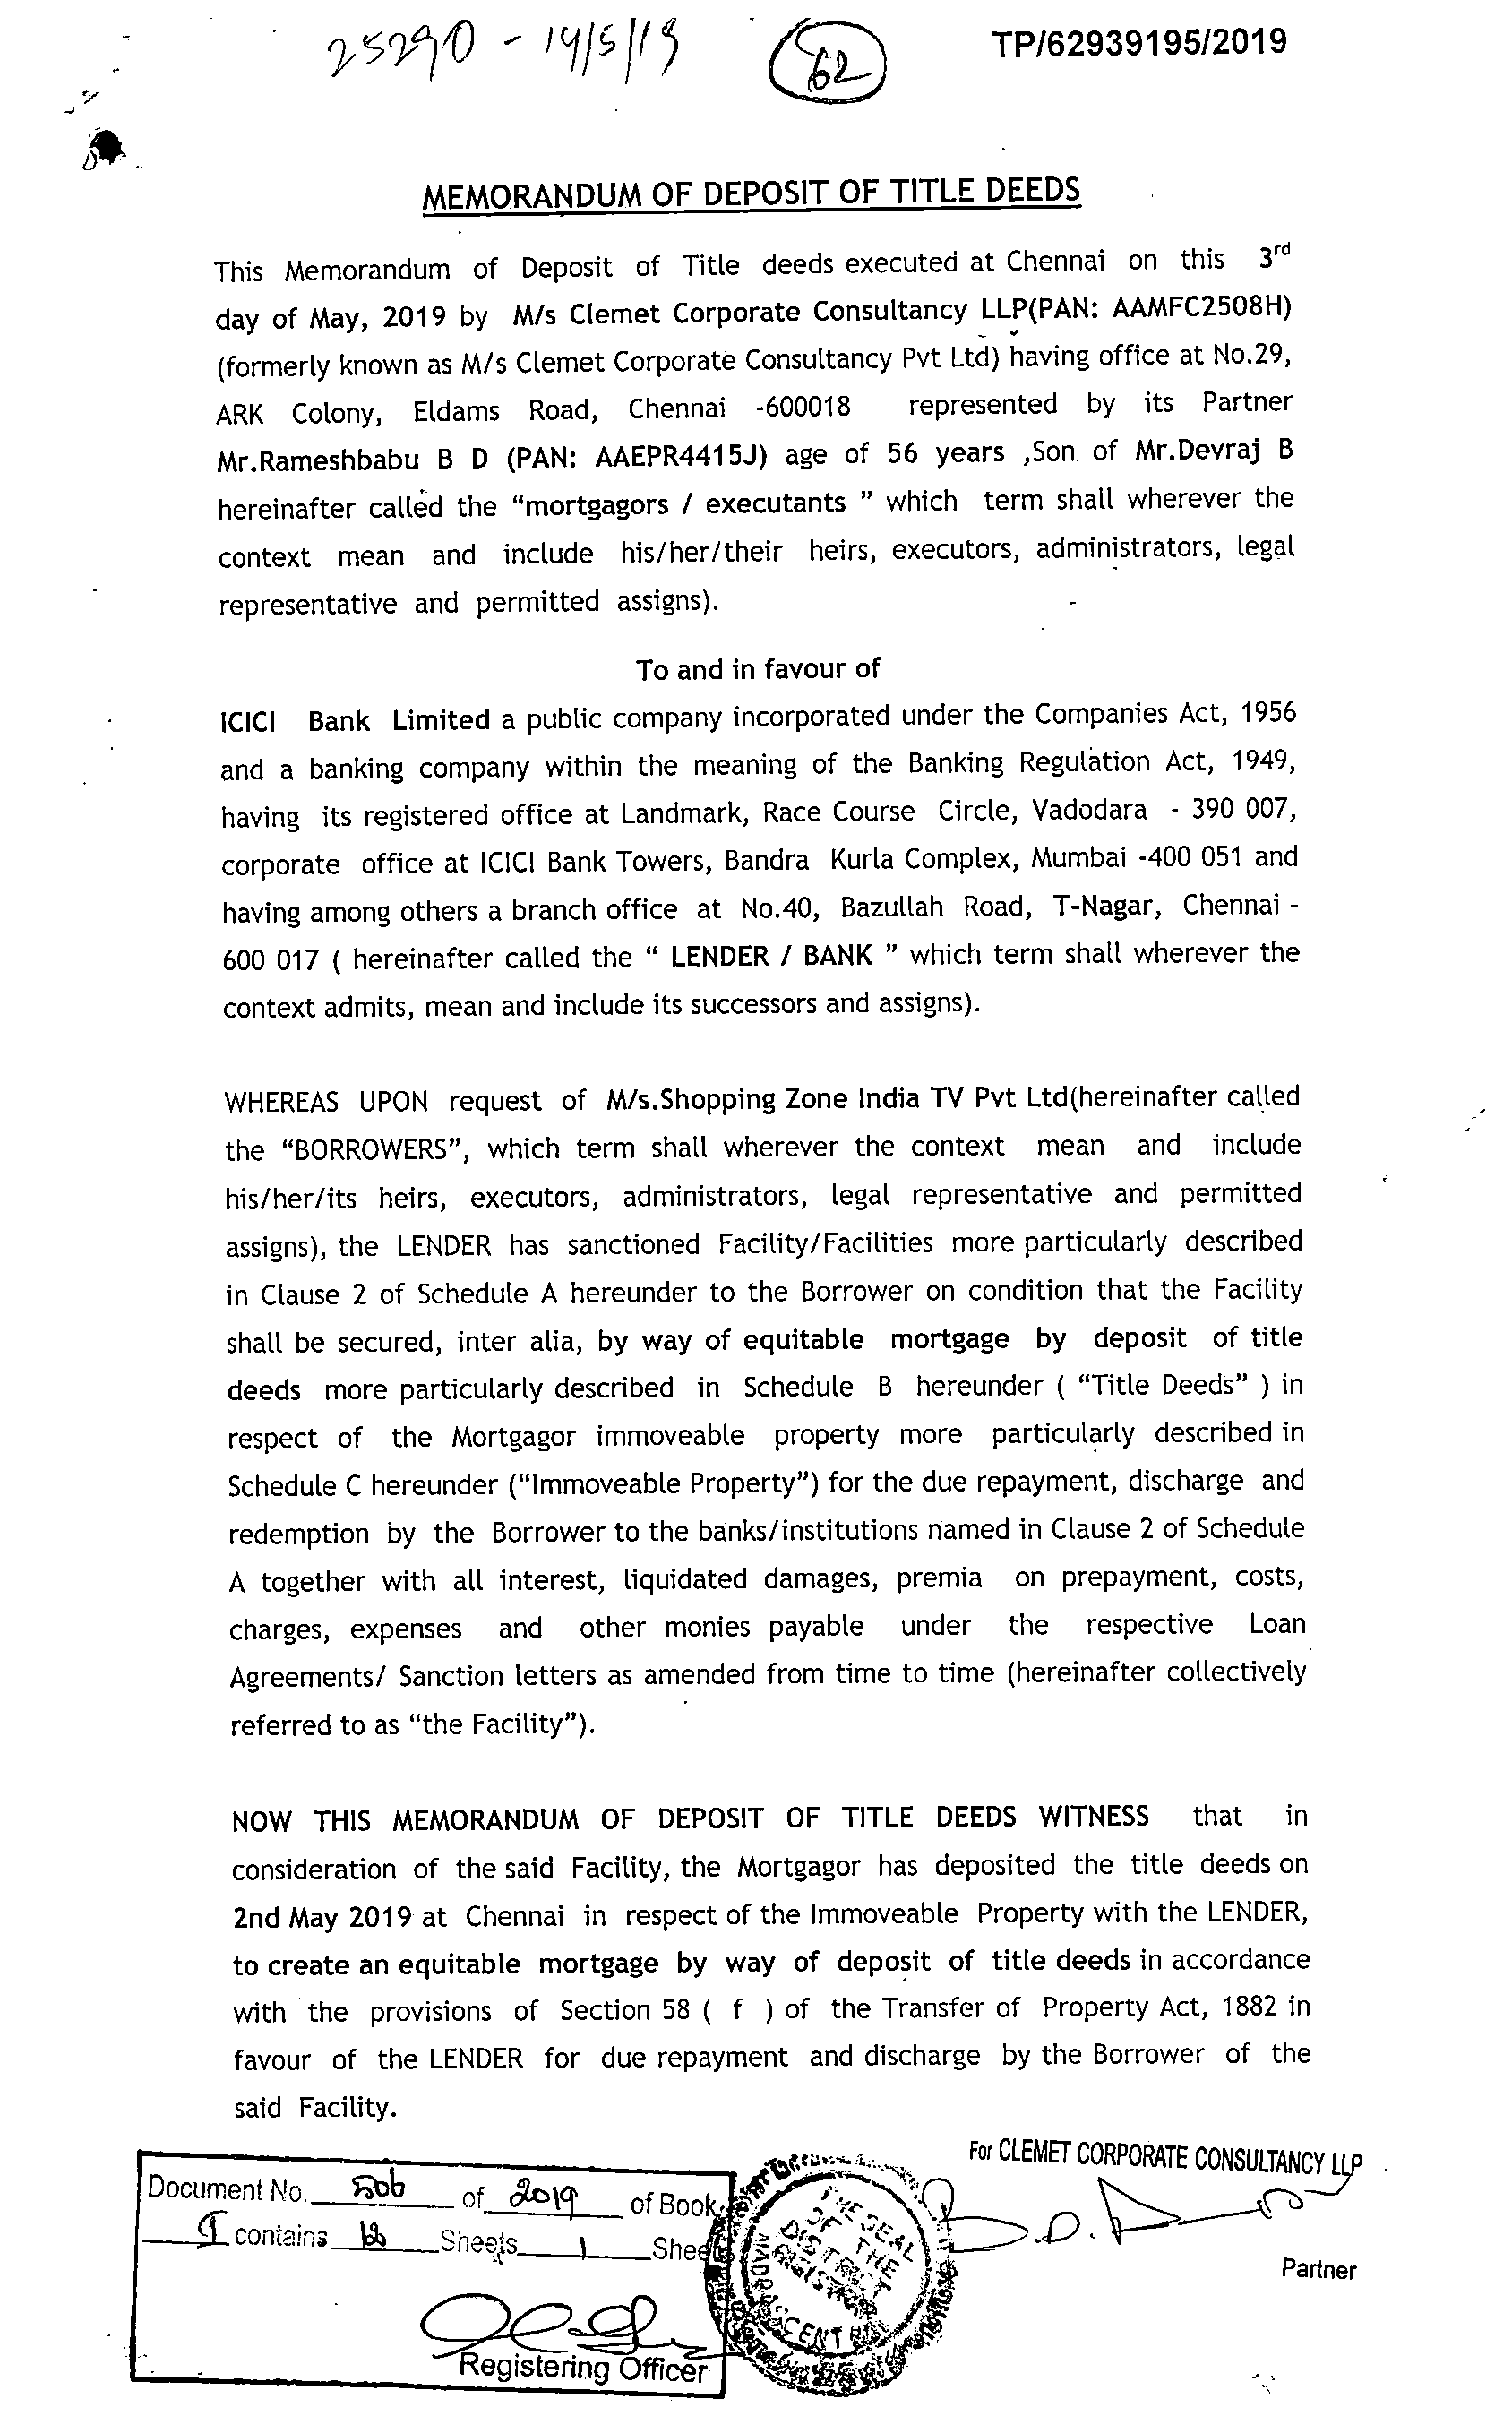 25290 - 14/5/19
62
TP/62939195/2019
MEMORANDUM OF DEPOSIT OF TITLE DEEDS
This Memorandum of Deposit of Title deeds executed at Chennai on this 3rd
day of May, 2019 by M/s Clemet Corporate Consultancy LLP(PAN: AAMFC2508H)
(formerly known as M/s Clemet Corporate Consultancy Pvt Ltd) having office at No.29,
ARK Colony, Eldams Road, Chennai -600018 represented by its Partner
Mr.Rameshbabu B D (PAN: AAEPR4415J) age of 56 years ,Son of Mr.Devraj B
hereinafter called the “mortgagors / executants ” which term shall wherever the
context mean and include his/her/their heirs, executors, administrators, legal
representative and permitted assigns).
To and in favour of
ICICI Bank Limited a public company incorporated under the Companies Act, 1956
and a banking company within the meaning of the Banking Regulation Act, 1949,
having its registered office at Landmark, Race Course Circle, Vadodara - 390 007,
corporate office at ICICI Bank Towers, Bandra Kurla Complex, Mumbai -400 051 and
having among others a branch office at No.40, Bazullah Road, T-Nagar, Chennai -
600 017 ( hereinafter called the “ LENDER / BANK ” which term shall wherever the
context admits, mean and include its successors and assigns).
WHEREAS UPON request of M/s.Shopping Zone India TV Pvt Ltd(hereinafter called
the “BORROWERS”, which term shall wherever the context mean and include
his/her/its heirs, executors, administrators, legal representative and permitted
assigns), the LENDER has sanctioned Facility/Facilities more particularly described
in Clause 2 of Schedule A hereunder to the Borrower on condition that the Facility
shall be secured, inter alia, by way of equitable mortgage by deposit of title
deeds more particularly described in Schedule B hereunder ( “Title Deeds” ) in
respect of the Mortgagor immoveable property more particularly described in
Schedule C hereunder (“Immoveable Property”) for the due repayment, discharge and
redemption by the Borrower to the banks/institutions named in Clause 2 of Schedule
A together with all interest, liquidated damages, premia on prepayment, costs,
charges, expenses and other monies payable under the respective Loan
Agreements/ Sanction letters as amended from time to time (hereinafter collectively
referred to as “the Facility”).
NOW THIS MEMORANDUM OF DEPOSIT OF TITLE DEEDS WITNESS that in
consideration of the said Facility, the Mortgagor has deposited the title deeds on
2nd May 2019 at Chennai in respect of the Immoveable Property with the LENDER,
to create an equitable mortgage by way of deposit of title deeds in accordance
with the provisions of Section 58 ( f ) of the Transfer of Property Act, 1882 in
favour of the LENDER for due repayment and discharge by the Borrower of the
said Facility.
For CLEMET CORPORATE CONSULTANCY LLP
Partner
Document No. of 2019 of Book
I contains Sheets 1 Sheet
Registering Officer
THE SEAL
OF THE
DISTRICT
REGISTRAR